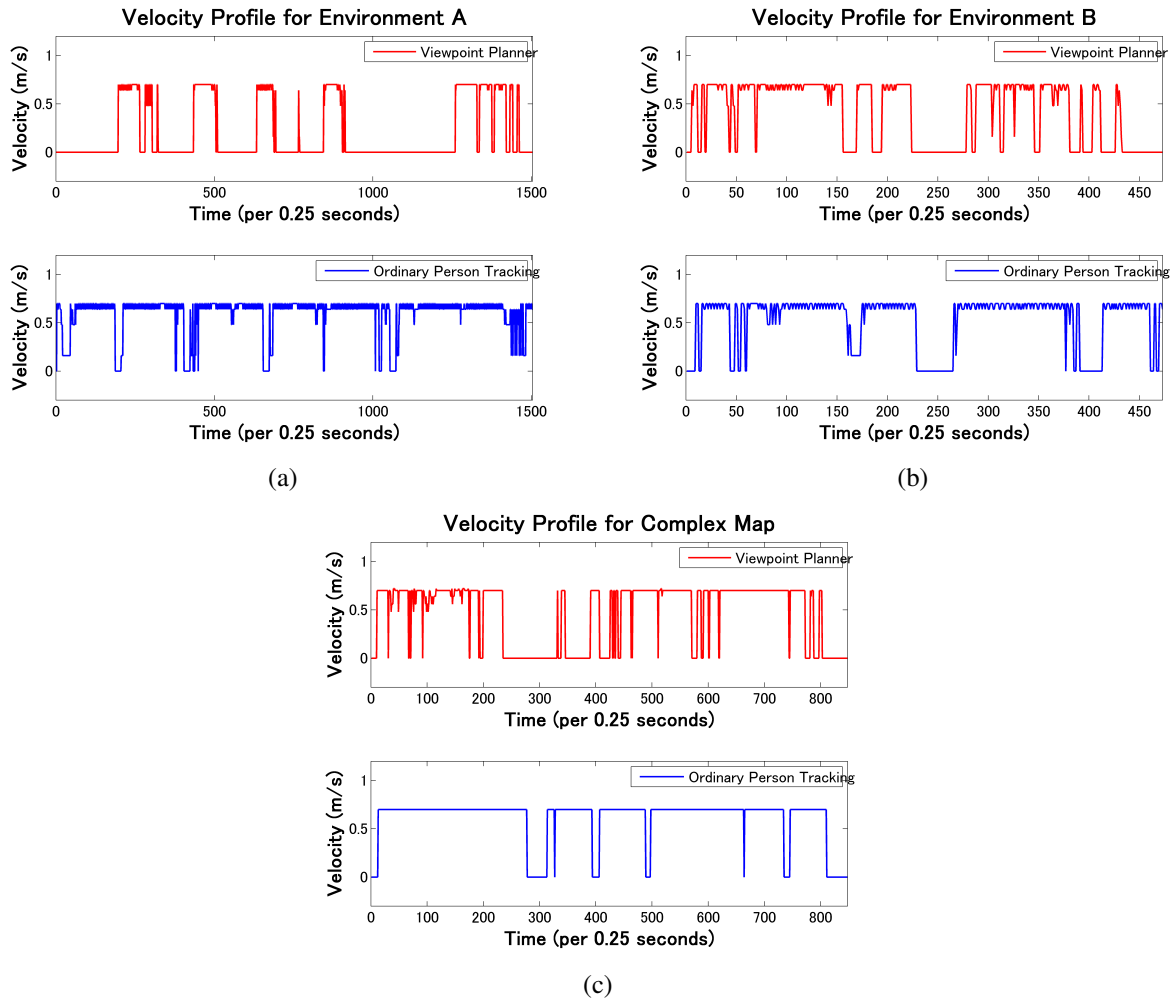 Velocity Profile for Environment A
Velocity (m/s)
1
0.5
0
Viewpoint Planner
0 500 1000 1500
Time (per 0.25 seconds)
Velocity (m/s)
1
0.5
0
Ordinary Person Tracking
0 500 1000 1500
Time (per 0.25 seconds)
(a)
Velocity Profile for Environment B
Velocity (m/s)
1
0.5
0
Viewpoint Planner
0 50 100 150 200 250 300 350 400 450
Time (per 0.25 seconds)
Velocity (m/s)
1
0.5
0
Ordinary Person Tracking
0 50 100 150 200 250 300 350 400 450
Time (per 0.25 seconds)
(b)
Velocity Profile for Complex Map
Velocity (m/s)
1
0.5
0
Viewpoint Planner
0 100 200 300 400 500 600 700 800
Time (per 0.25 seconds)
Velocity (m/s)
1
0.5
0
Ordinary Person Tracking
0 100 200 300 400 500 600 700 800
Time (per 0.25 seconds)
(c)